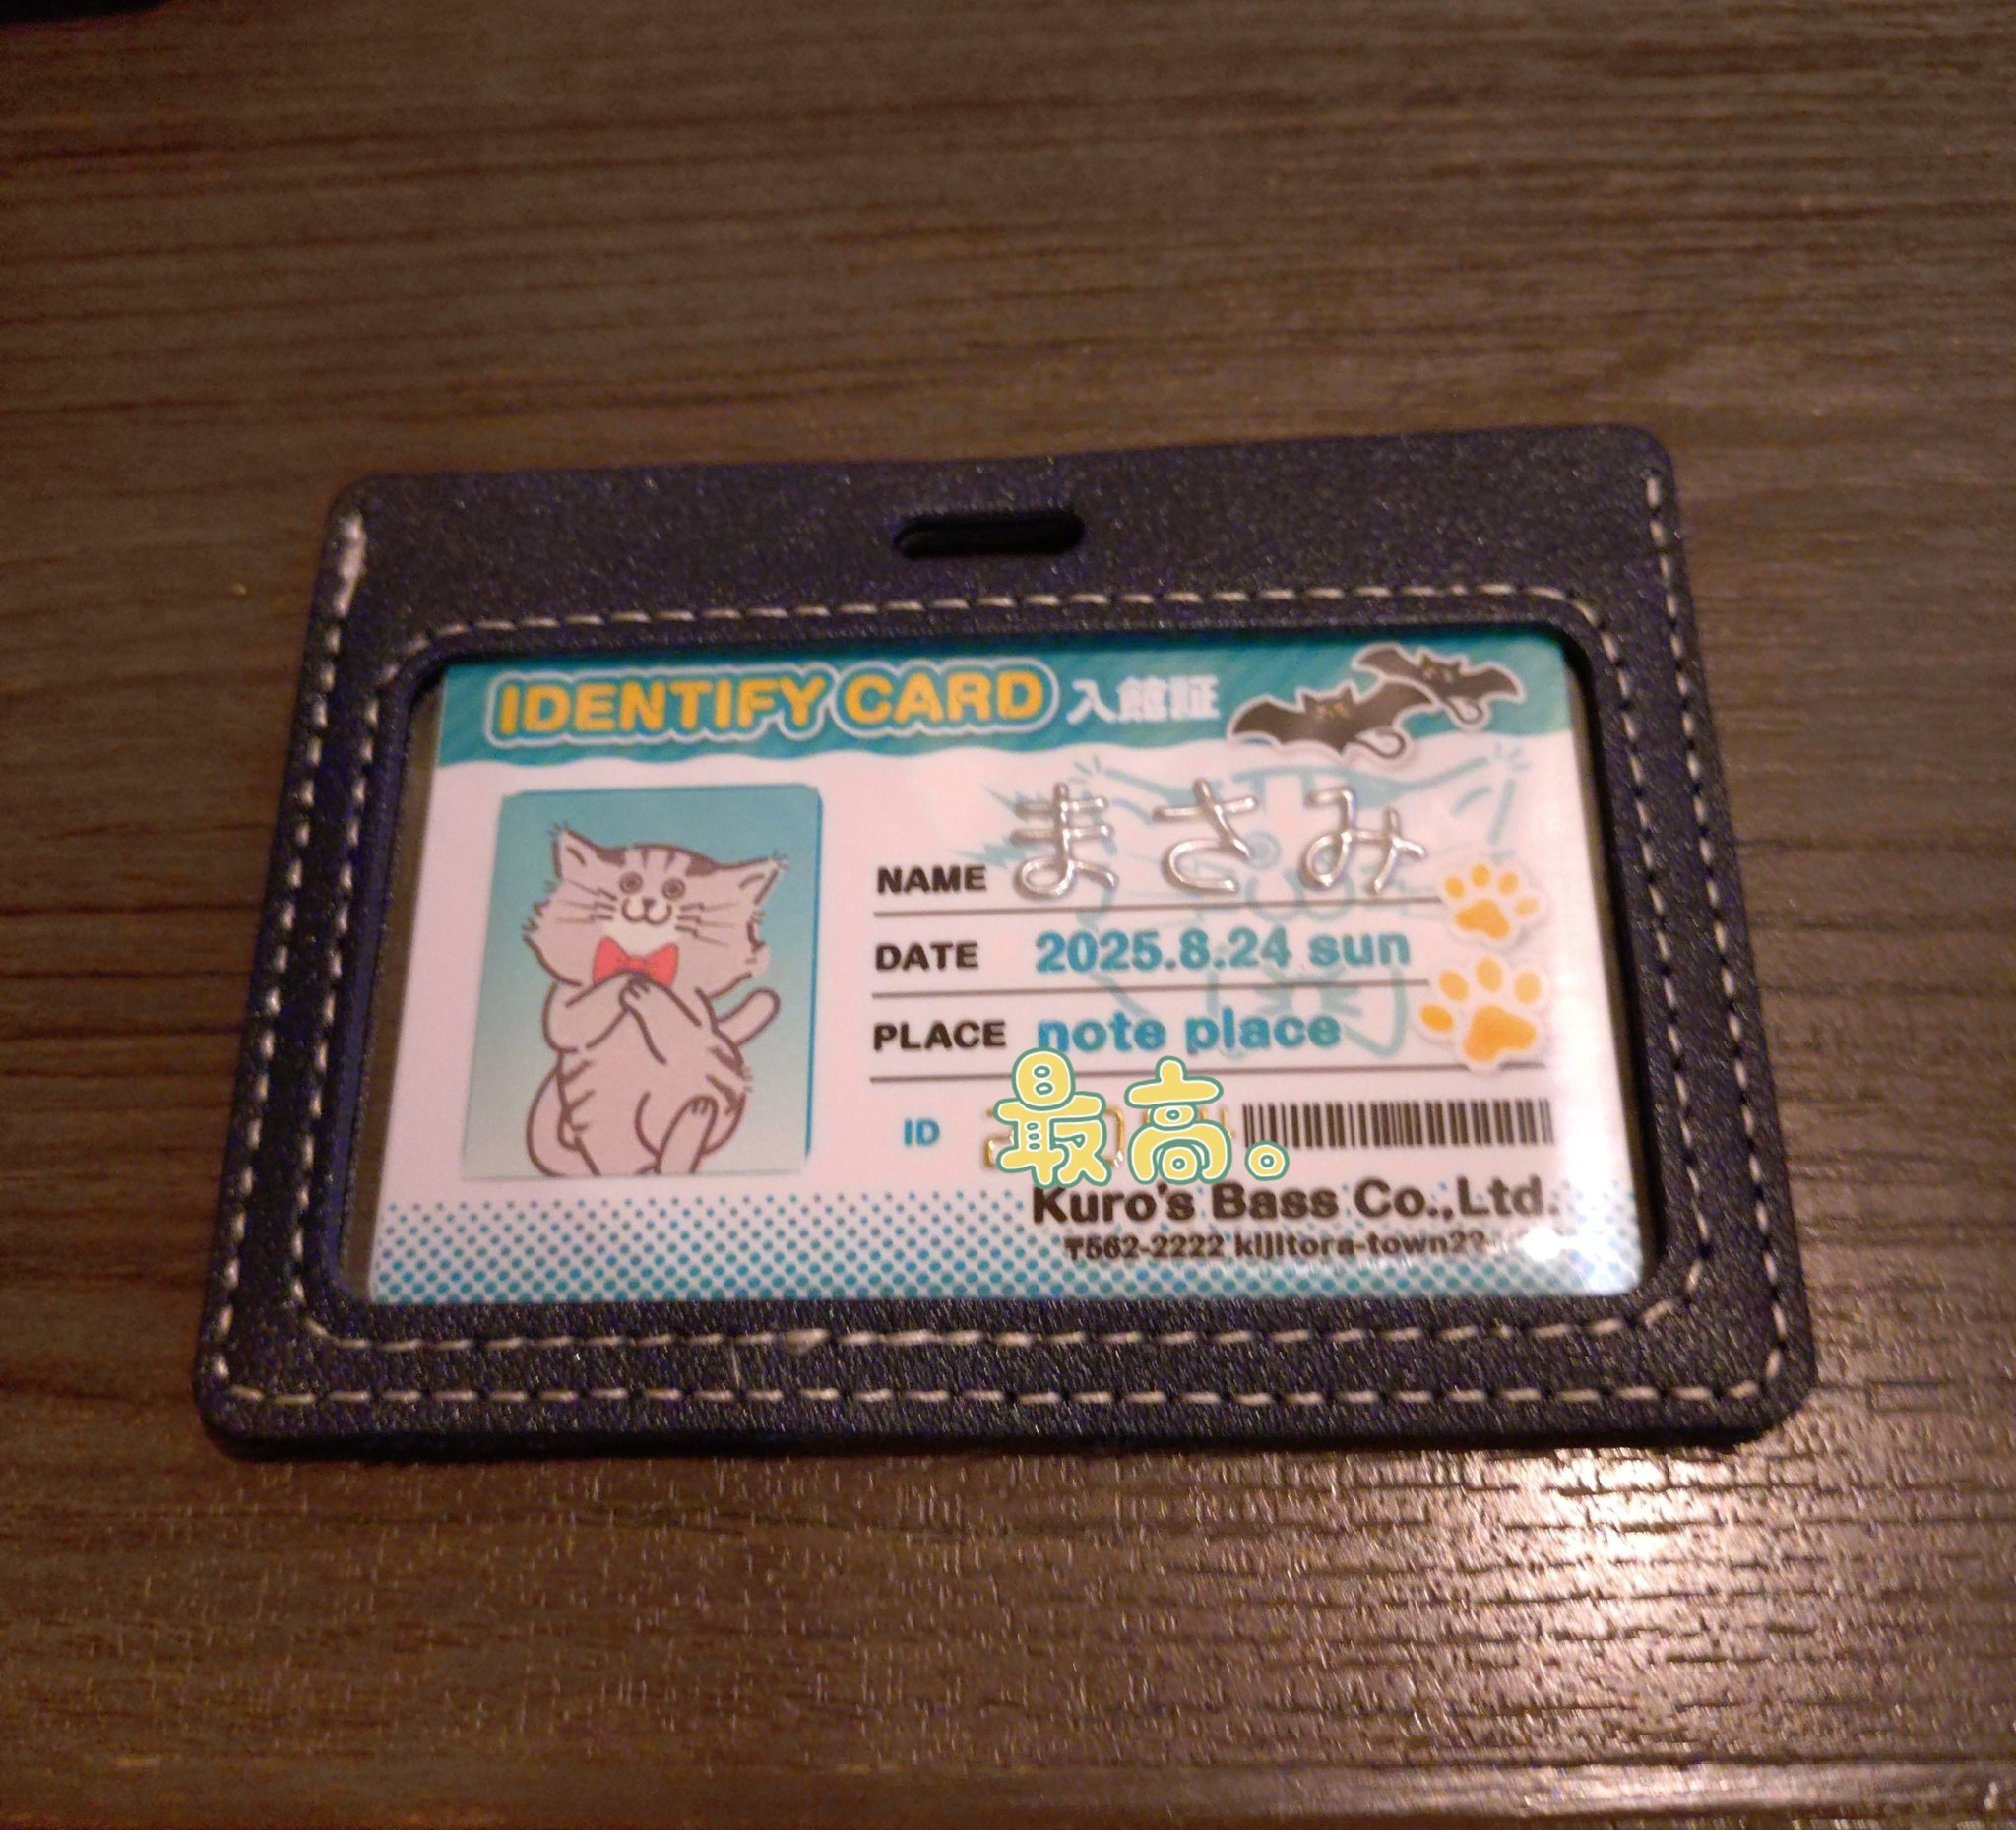 IDENTIFY CARD 入館証
NAME まさみ
DATE 2025.8.24 sun
PLACE note place
ID
最高。
Kuro's Bass Co.,Ltd.
〒562-2222 kijitora-town22